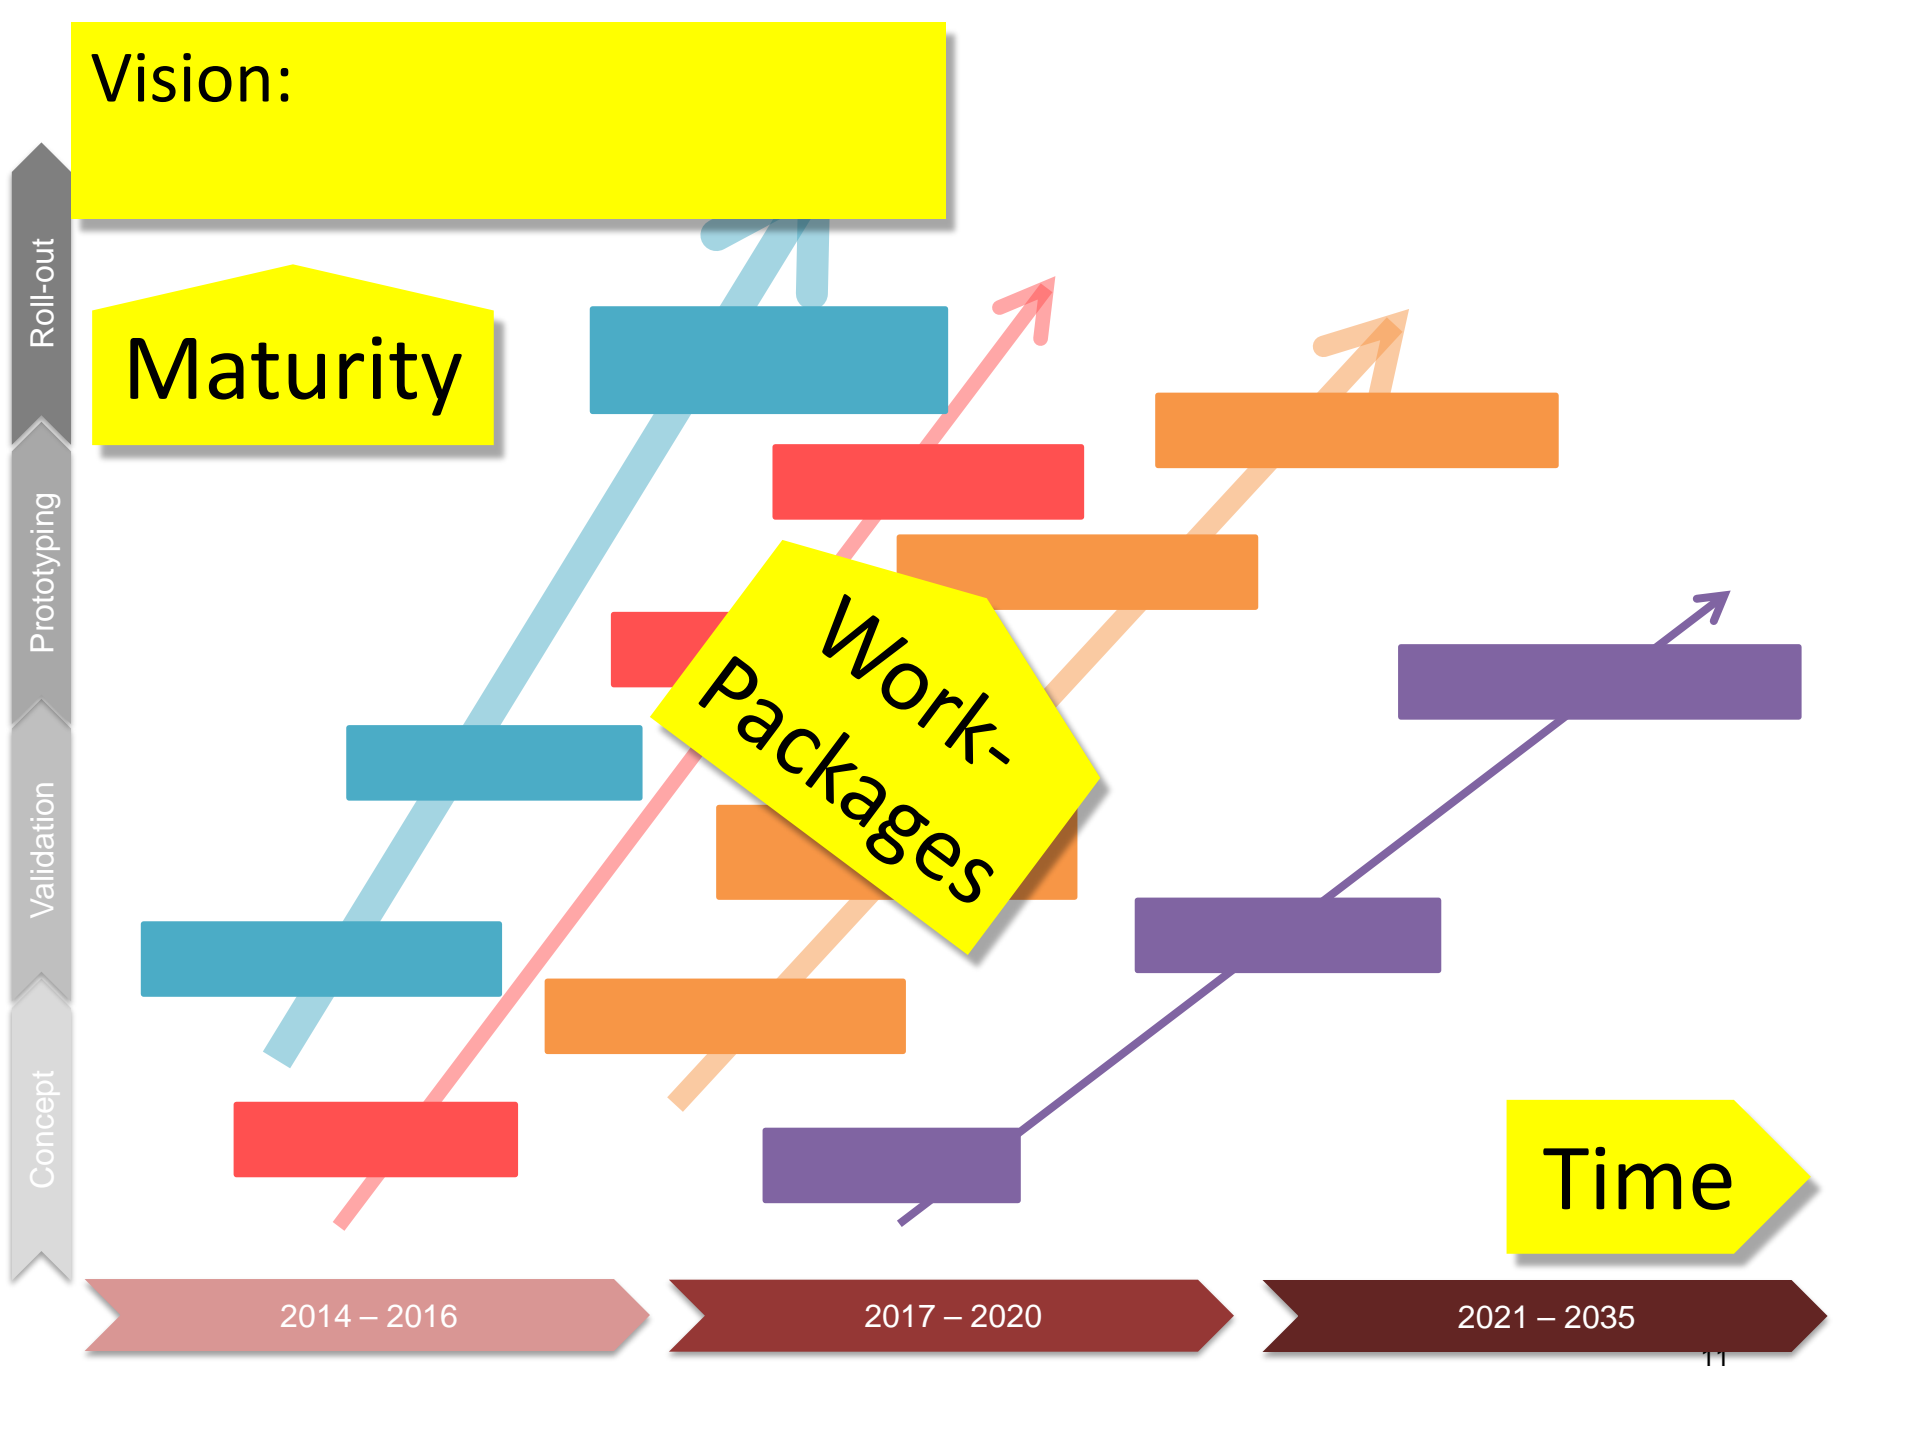 Vision:
Maturity
Roll-out
Prototyping
Validation
Concept
Work-
Packages
Time
2014 – 2016
2017 – 2020
2021 – 2035
11